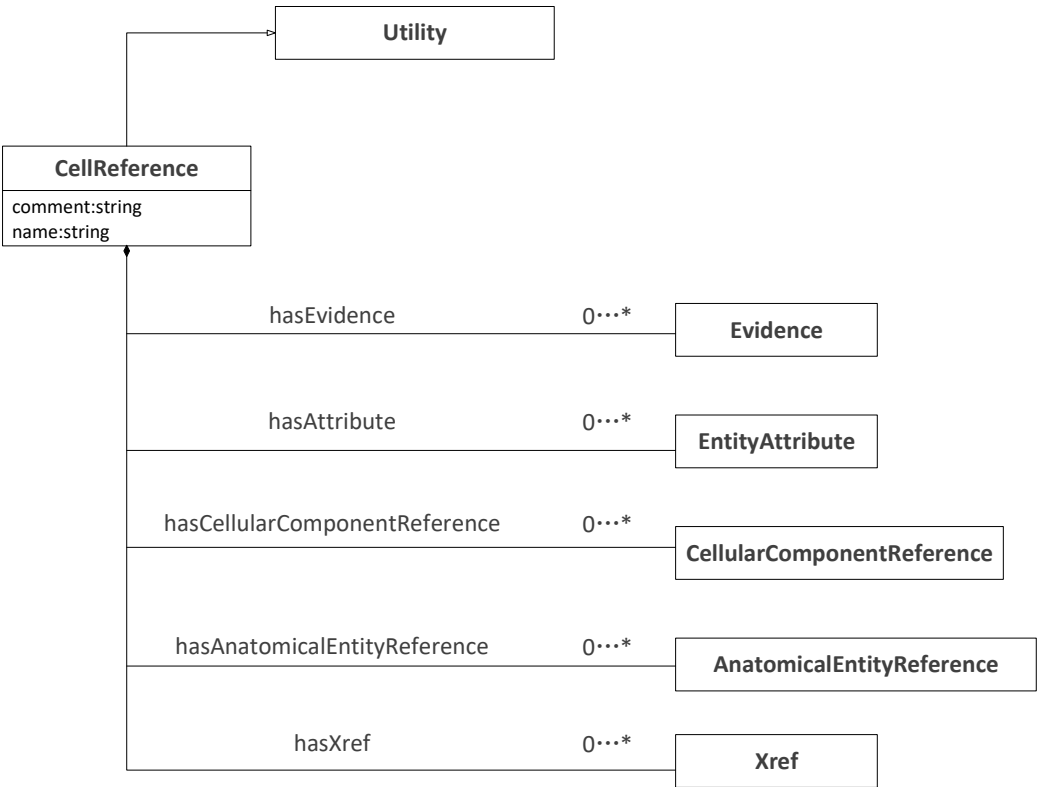 Utility
CellReference
comment:string
name:string
hasEvidence 0···*
Evidence
hasAttribute 0···*
EntityAttribute
hasCellularComponentReference 0···*
CellularComponentReference
hasAnatomicalEntityReference 0···*
AnatomicalEntityReference
hasXref 0···*
Xref